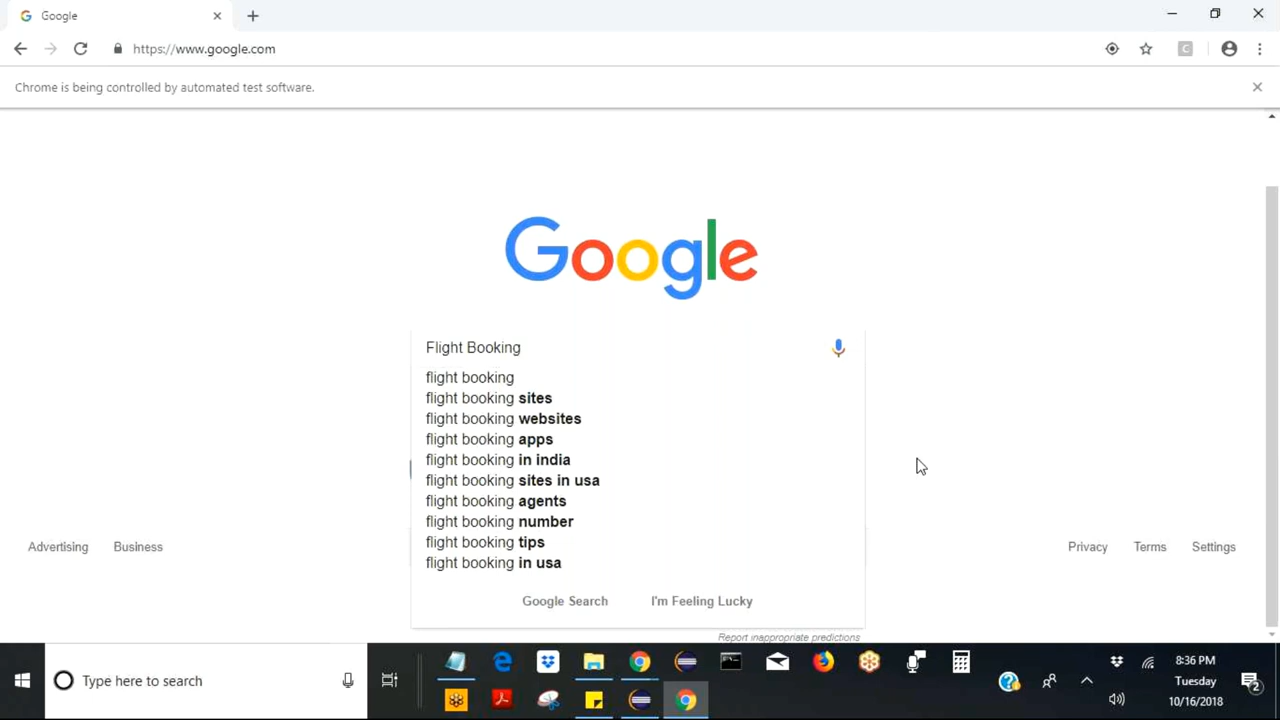 Google
https://www.google.com
Chrome is being controlled by automated test software.
Google
Flight Booking
flight booking
flight booking sites
flight booking websites
flight booking apps
flight booking in india
flight booking sites in usa
flight booking agents
flight booking number
flight booking tips
flight booking in usa
Google Search I'm Feeling Lucky
Report inappropriate predictions
Advertising Business Privacy Terms Settings
Type here to search
8:36 PM
Tuesday
10/16/2018
2